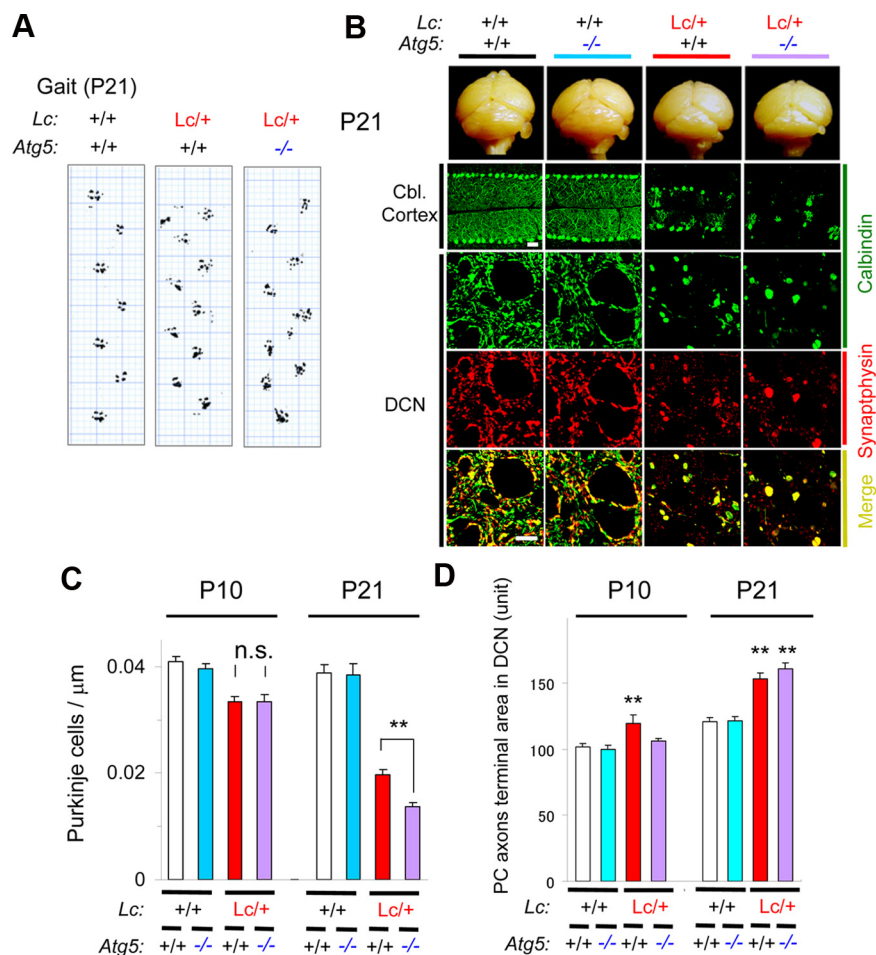 A
Gait (P21)
Lc: +/+ Lc/+ Lc/+
Atg5: +/+ +/+ -/-
B
Lc: +/+ +/+ Lc/+ Lc/+
Atg5: +/+ -/- +/+ -/-
P21
Cbl.
Cortex
DCN
Calbindin
Synaptphysin
Merge
C
P10 P21
Purkinje cells / μm
0.04
0.02
0
n.s.
**
Lc: +/+ Lc/+ +/+ Lc/+
Atg5: +/+ -/- +/+ -/- +/+ -/- +/+ -/-
D
P10 P21
PC axons terminal area in DCN (unit)
150
100
50
0
**
** **
Lc: +/+ Lc/+ +/+ Lc/+
Atg5: +/+ -/- +/+ -/- +/+ -/- +/+ -/-